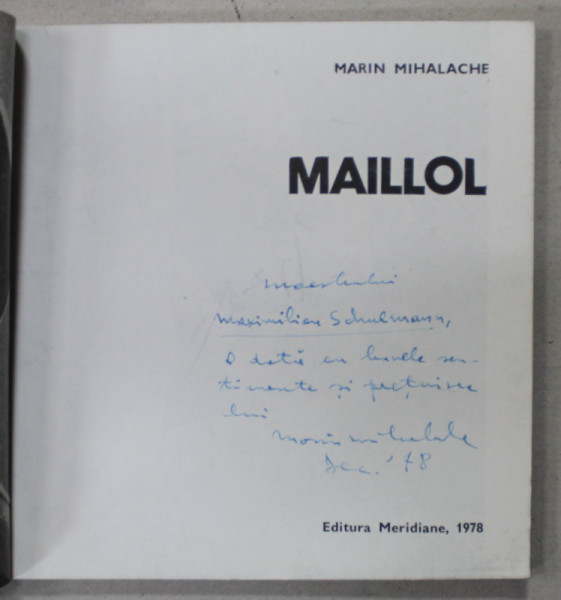 MARIN MIHALACHE
MAILLOL
Maestrului
Maximilian Schulmann,
O dată cu bunele sen-
timente și prețuirea
lui
Marin Mihalache
Dec. '78
Editura Meridiane, 1978